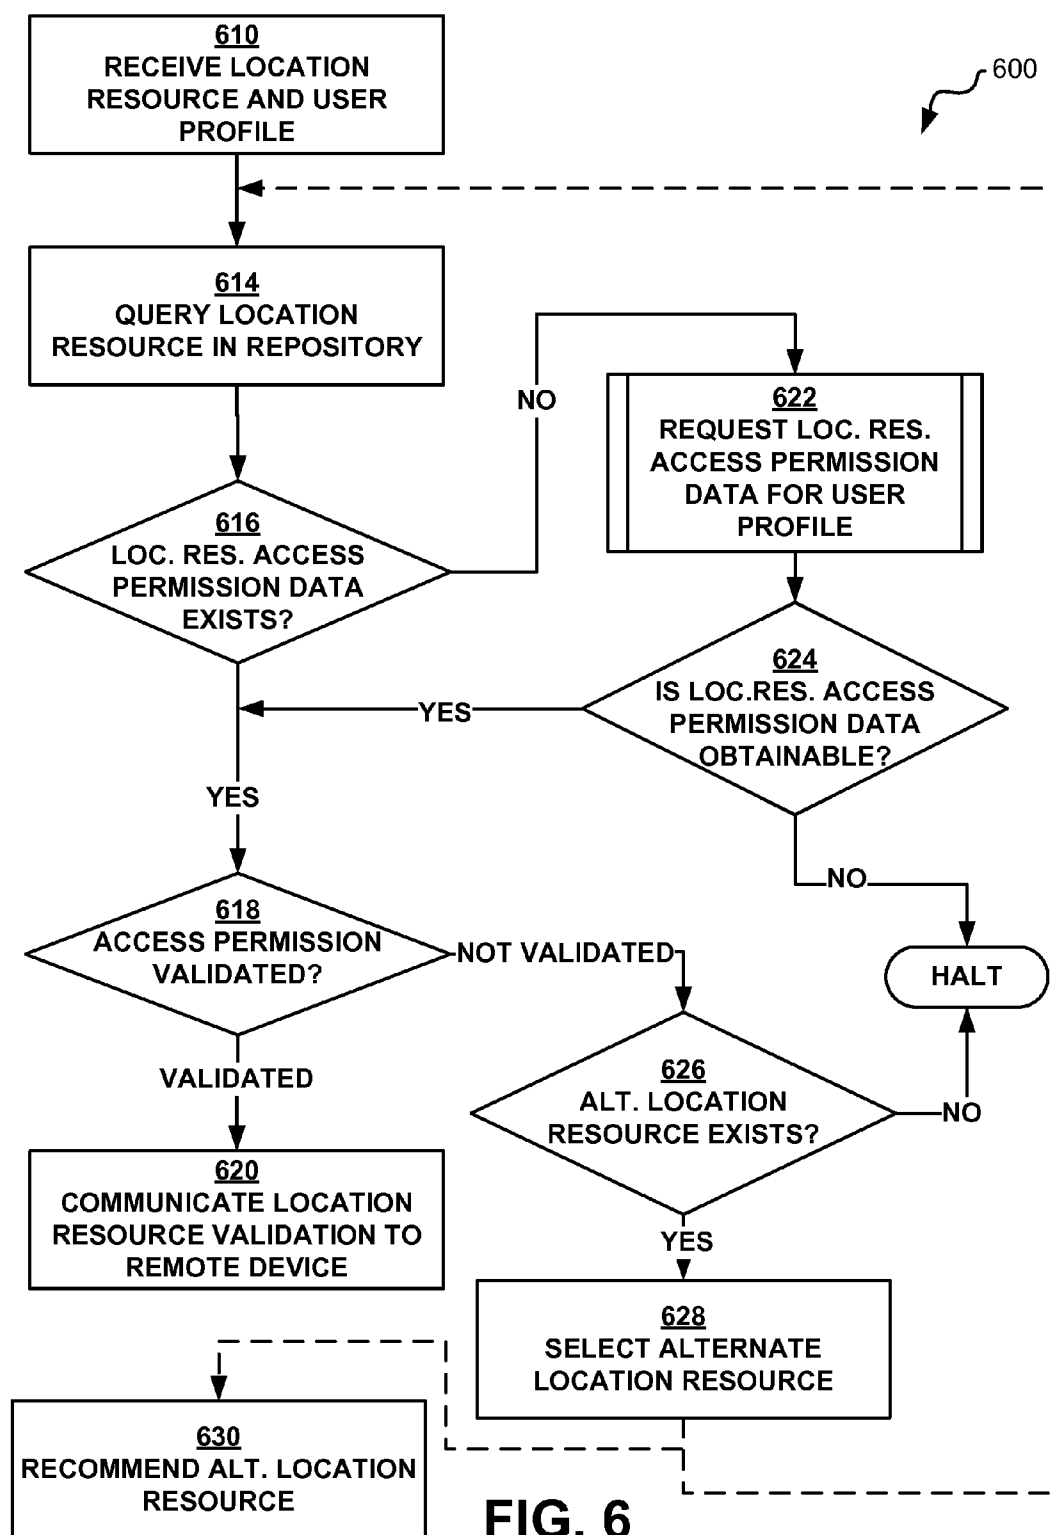 610
RECEIVE LOCATION
RESOURCE AND USER
PROFILE
600
614
QUERY LOCATION
RESOURCE IN REPOSITORY
NO
622
REQUEST LOC. RES.
ACCESS PERMISSION
DATA FOR USER
PROFILE
616
LOC. RES. ACCESS
PERMISSION DATA
EXISTS?
624
IS LOC.RES. ACCESS
PERMISSION DATA
OBTAINABLE?
YES
YES
NO
618
ACCESS PERMISSION
VALIDATED?
NOT VALIDATED
HALT
VALIDATED
626
ALT. LOCATION
RESOURCE EXISTS?
NO
620
COMMUNICATE LOCATION
RESOURCE VALIDATION TO
REMOTE DEVICE
YES
628
SELECT ALTERNATE
LOCATION RESOURCE
630
RECOMMEND ALT. LOCATION
RESOURCE
FIG. 6